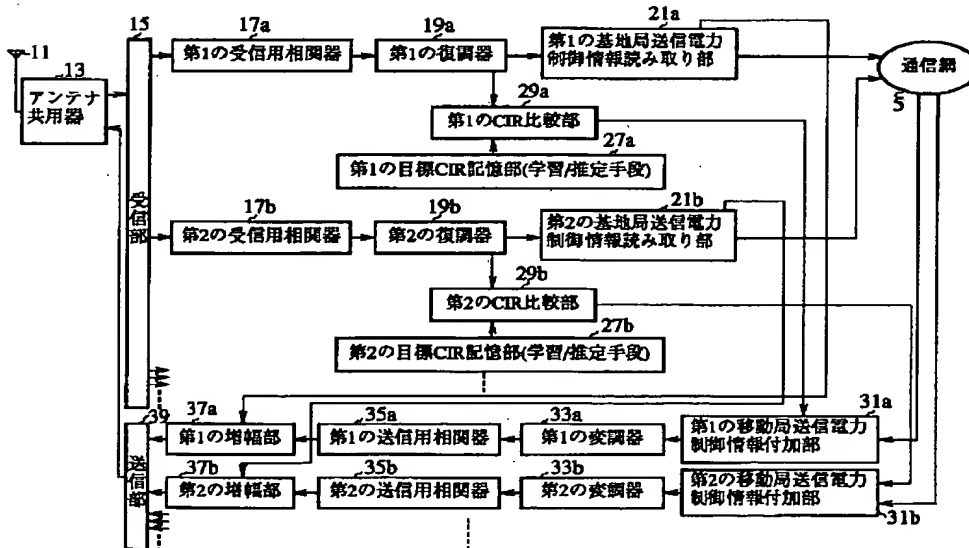 11
13
アンテナ
共用器
15
受信部
17a
第1の受信用相関器
19a
第1の復調器
21a
第1の基地局送信電力
制御情報読み取り部
通信網
5
29a
第1のCIR比較部
27a
第1の目標CIR記憶部(学習/推定手段)
17b
第2の受信用相関器
19b
第2の復調器
21b
第2の基地局送信電力
制御情報読み取り部
29b
第2のCIR比較部
27b
第2の目標CIR記憶部(学習/推定手段)
39
送信部
37a
第1の増幅部
35a
第1の送信用相関器
33a
第1の変調器
31a
第1の移動局送信電力
制御情報付加部
37b
第2の増幅部
35b
第2の送信用相関器
33b
第2の変調器
第2の移動局送信電力
制御情報付加部
31b